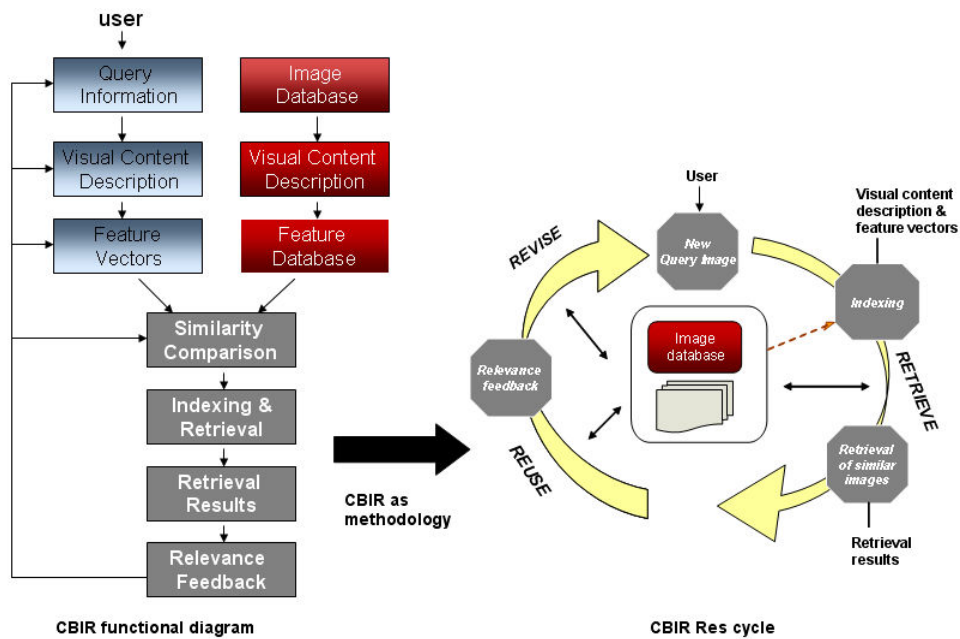 user
Query
Information
Image
Database
Visual Content
Description
Visual Content
Description
Feature
Vectors
Feature
Database
Similarity
Comparison
Indexing &
Retrieval
Retrieval
Results
Relevance
Feedback
CBIR functional diagram
CBIR as
methodology
User
New
Query Image
Visual content
description &
feature vectors
Indexing
REVISE
Image
database
Relevance
feedback
RETRIEVE
REUSE
Retrieval
of similar
images
Retrieval
results
CBIR Res cycle